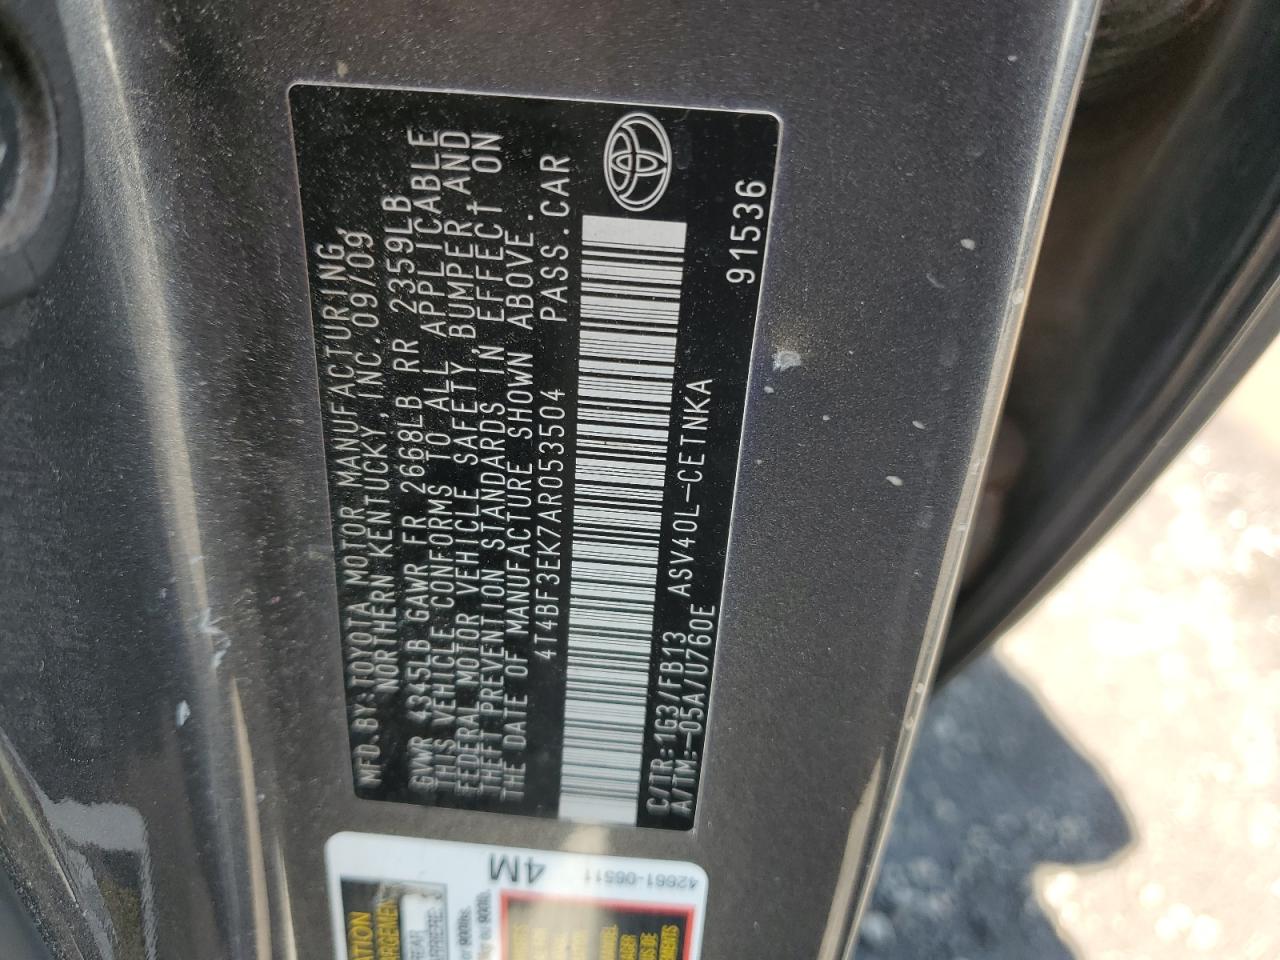 MFD.BY:TOYOTA MOTOR MANUFACTURING,
NORTHERN KENTUCKY, INC. 09/09
GVWR 4345LB GAWR FR 2668LB RR 2359LB
THIS VEHICLE CONFORMS TO ALL APPLICABLE
FEDERAL MOTOR VEHICLE SAFETY, BUMPER, AND
THEFT PREVENTION STANDARDS IN EFFECT ON
THE DATE OF MANUFACTURE SHOWN ABOVE.
4T4BF3EK7AR053504 PASS.CAR
C/TR:1G3/FB13 ASV40L-CETNKA
A/TM:-05A/U760E 91536
4M
42661-06511